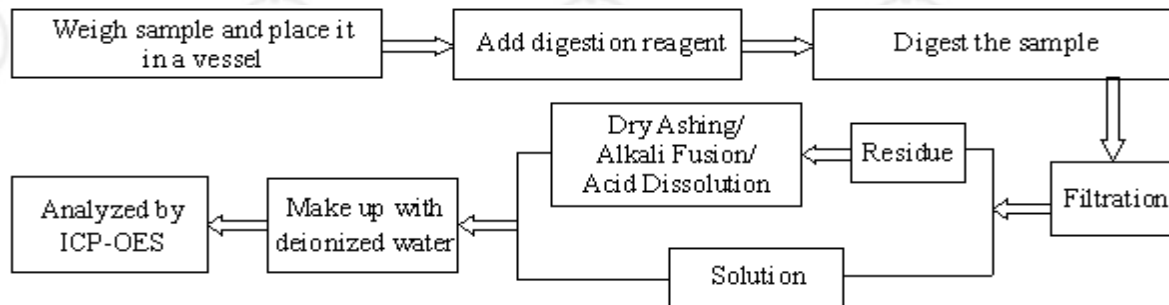 Weigh sample and place it
in a vessel
Add digestion reagent
Digest the sample
Filtration
Residue
Dry Ashing/
Alkali Fusion/
Acid Dissolution
Solution
Make up with
deionized water
Analyzed by
ICP-OES